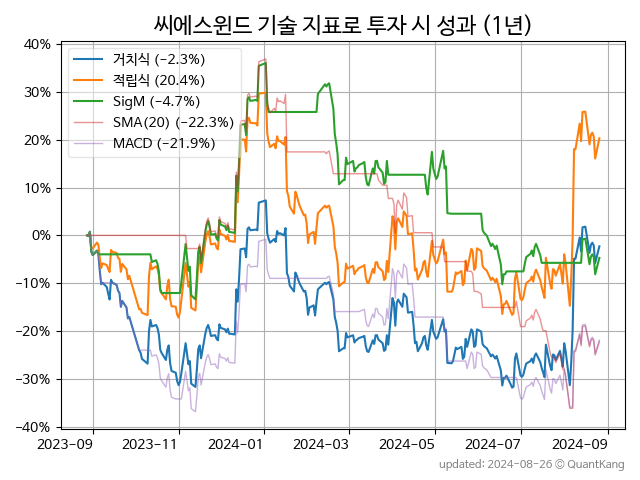 씨에스윈드 기술 지표로 투자 시 성과 (1년)
거치식 (−2.3%)
적립식 (20.4%)
SigM (−4.7%)
SMA(20) (−22.3%)
MACD (−21.9%)
40%
30%
20%
10%
0%
−10%
−20%
−30%
−40%
2023-09 2023-11 2024-01 2024-03 2024-05 2024-07 2024-09
updated: 2024-08-26 © QuantKang